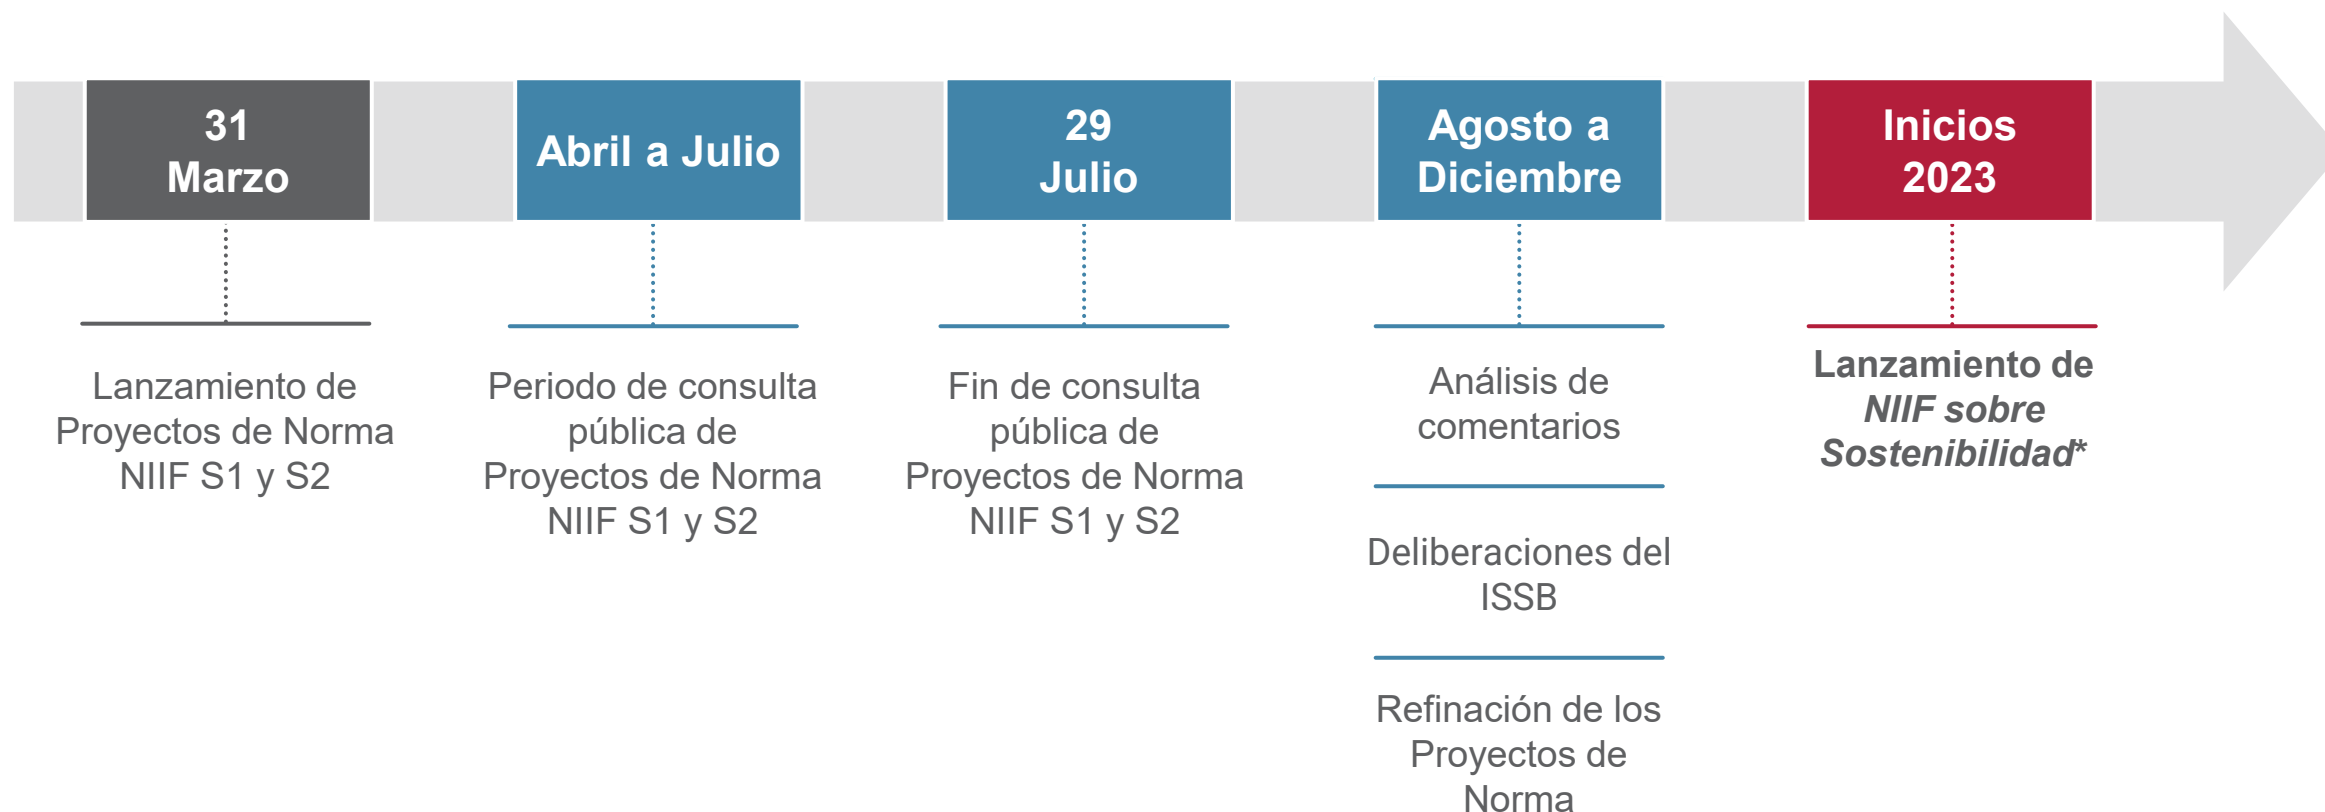 31
Marzo
Abril a Julio
29
Julio
Agosto a
Diciembre
Inicios
2023
Lanzamiento de
Proyectos de Norma
NIIF S1 y S2
Periodo de consulta
pública de
Proyectos de Norma
NIIF S1 y S2
Fin de consulta
pública de
Proyectos de Norma
NIIF S1 y S2
Análisis de
comentarios
Deliberaciones del
ISSB
Refinación de los
Proyectos de
Norma
Lanzamiento de
NIIF sobre
Sostenibilidad*